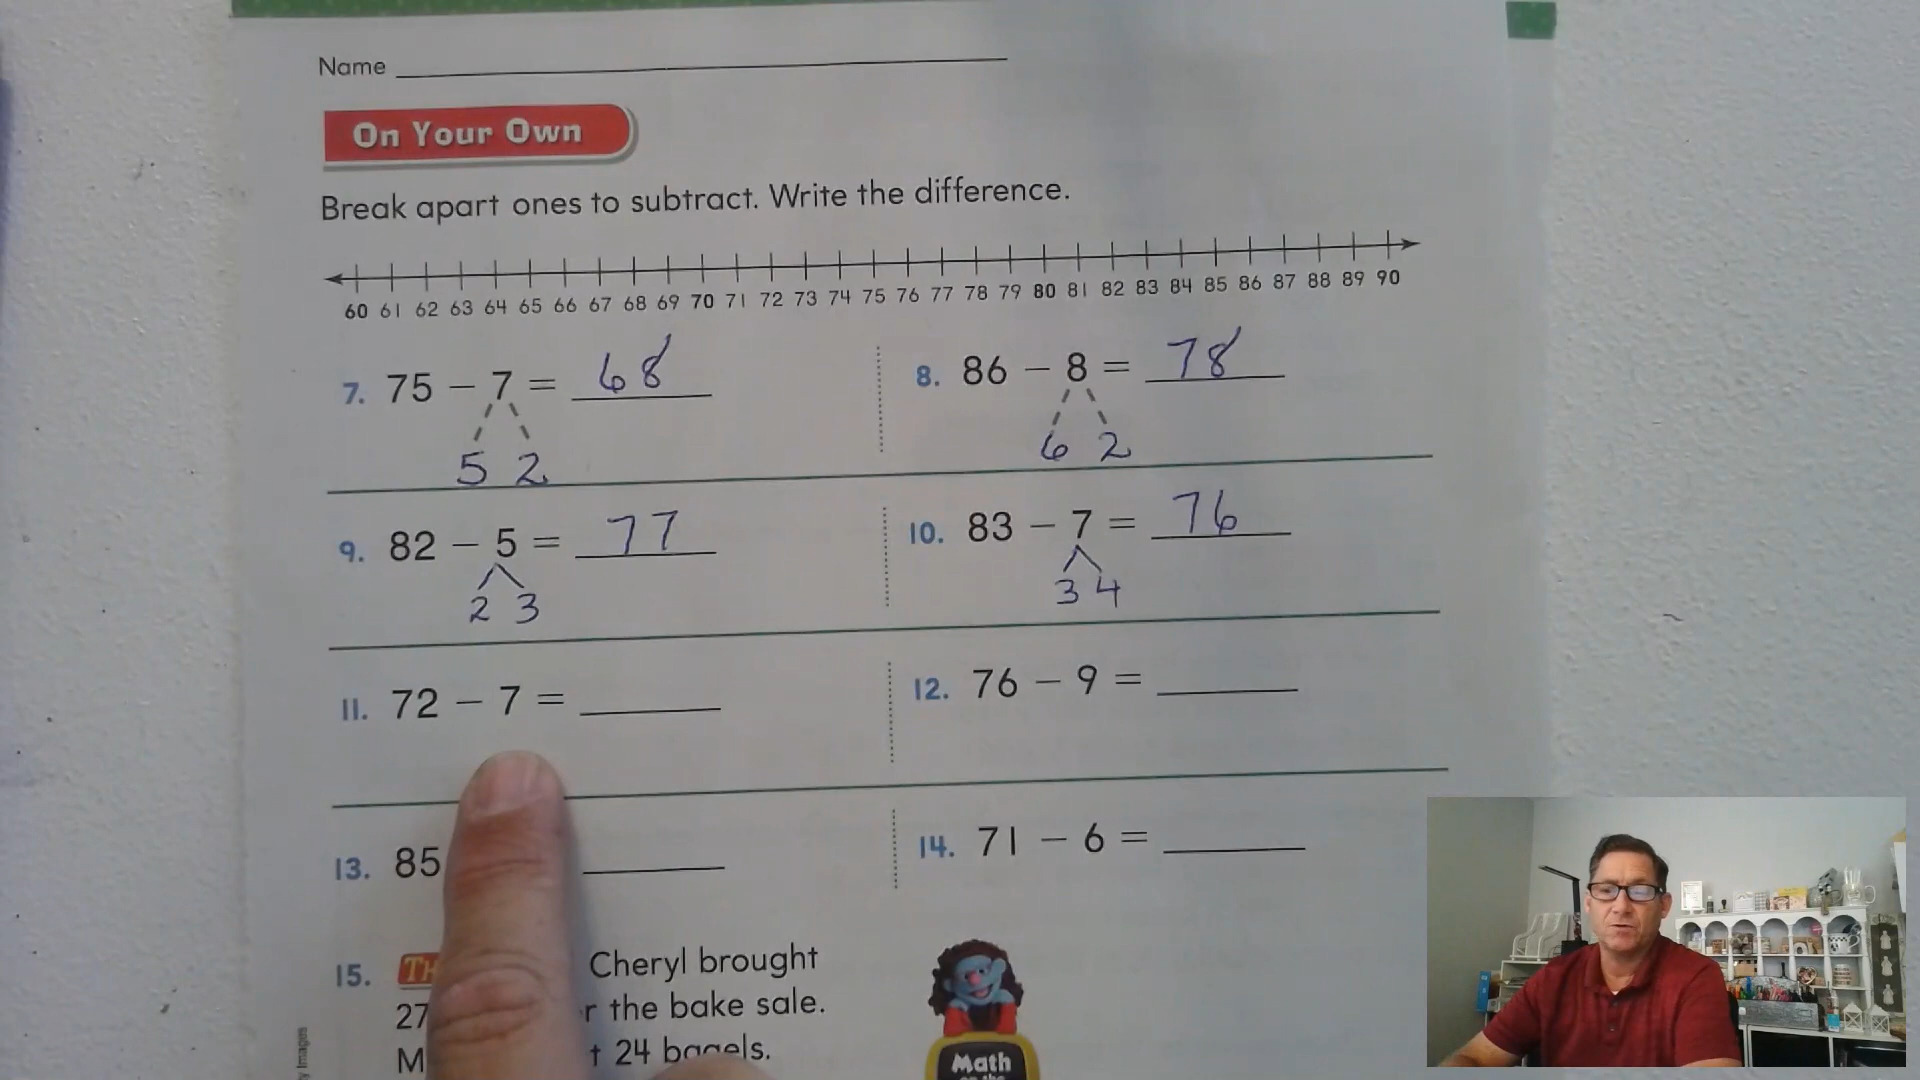 Name
On Your Own
Break apart ones to subtract. Write the difference.
60 61 62 63 64 65 66 67 68 69 70 71 72 73 74 75 76 77 78 79 80 81 82 83 84 85 86 87 88 89 90
7. 75 − 7 = 68
5 2
8. 86 − 8 = 78
6 2
9. 82 − 5 = 77
2 3
10. 83 − 7 = 76
3 4
11. 72 − 7 =
12. 76 − 9 =
13. 85
14. 71 − 6 =
15. Cheryl brought
27 the bake sale.
24 bagels.
Math